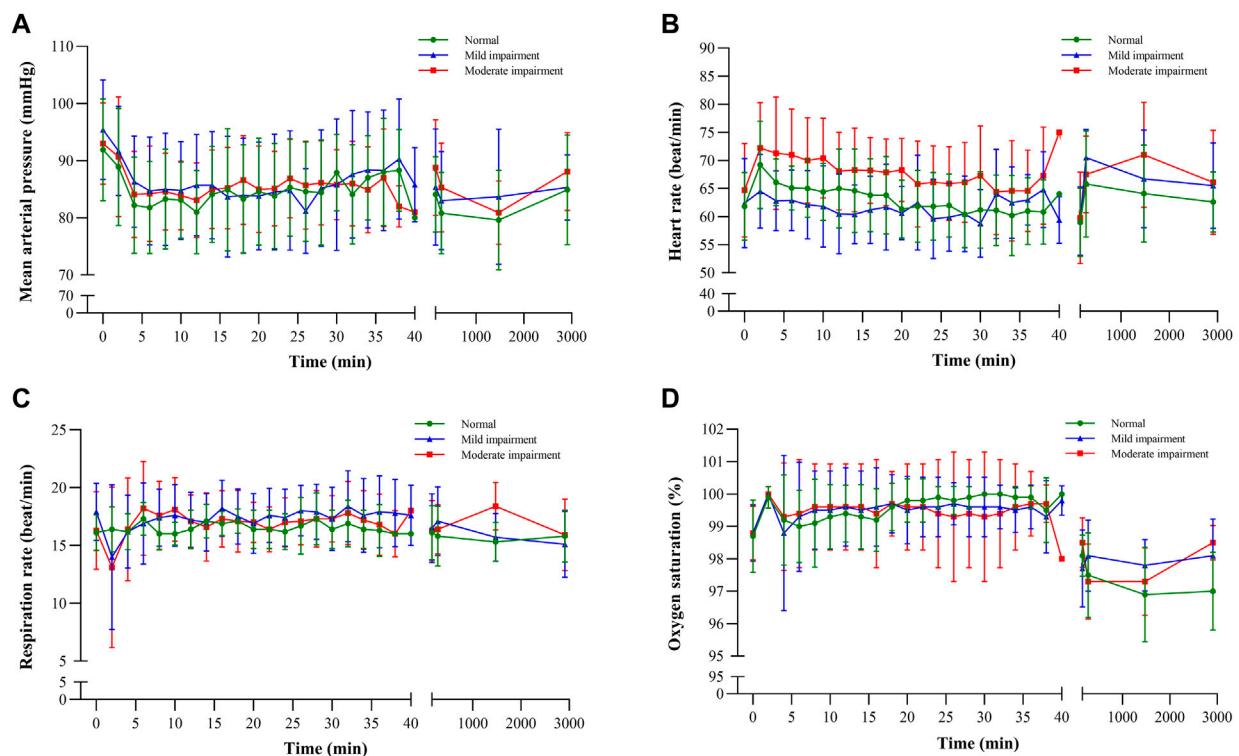 A
Normal
Mild impairment
Moderate impairment
Mean arterial pressure (mmHg)
110
100
90
80
70
70
0
0 5 10 15 20 25 30 35 40 1000 2000 3000
Time (min)
B
Normal
Mild impairment
Moderate impairment
Heart rate (beat/min)
90
85
80
75
70
65
60
55
50
40
0
0 5 10 15 20 25 30 35 40 1000 2000 3000
Time (min)
C
Normal
Mild impairment
Moderate impairment
Respiration rate (beat/min)
25
20
15
10
5
5
0
0 5 10 15 20 25 30 35 40 1000 2000 3000
Time (min)
D
Normal
Mild impairment
Moderate impairment
Oxygen saturation (%)
102
101
100
99
98
97
96
95
95
0
0 5 10 15 20 25 30 35 40 1000 2000 3000
Time (min)